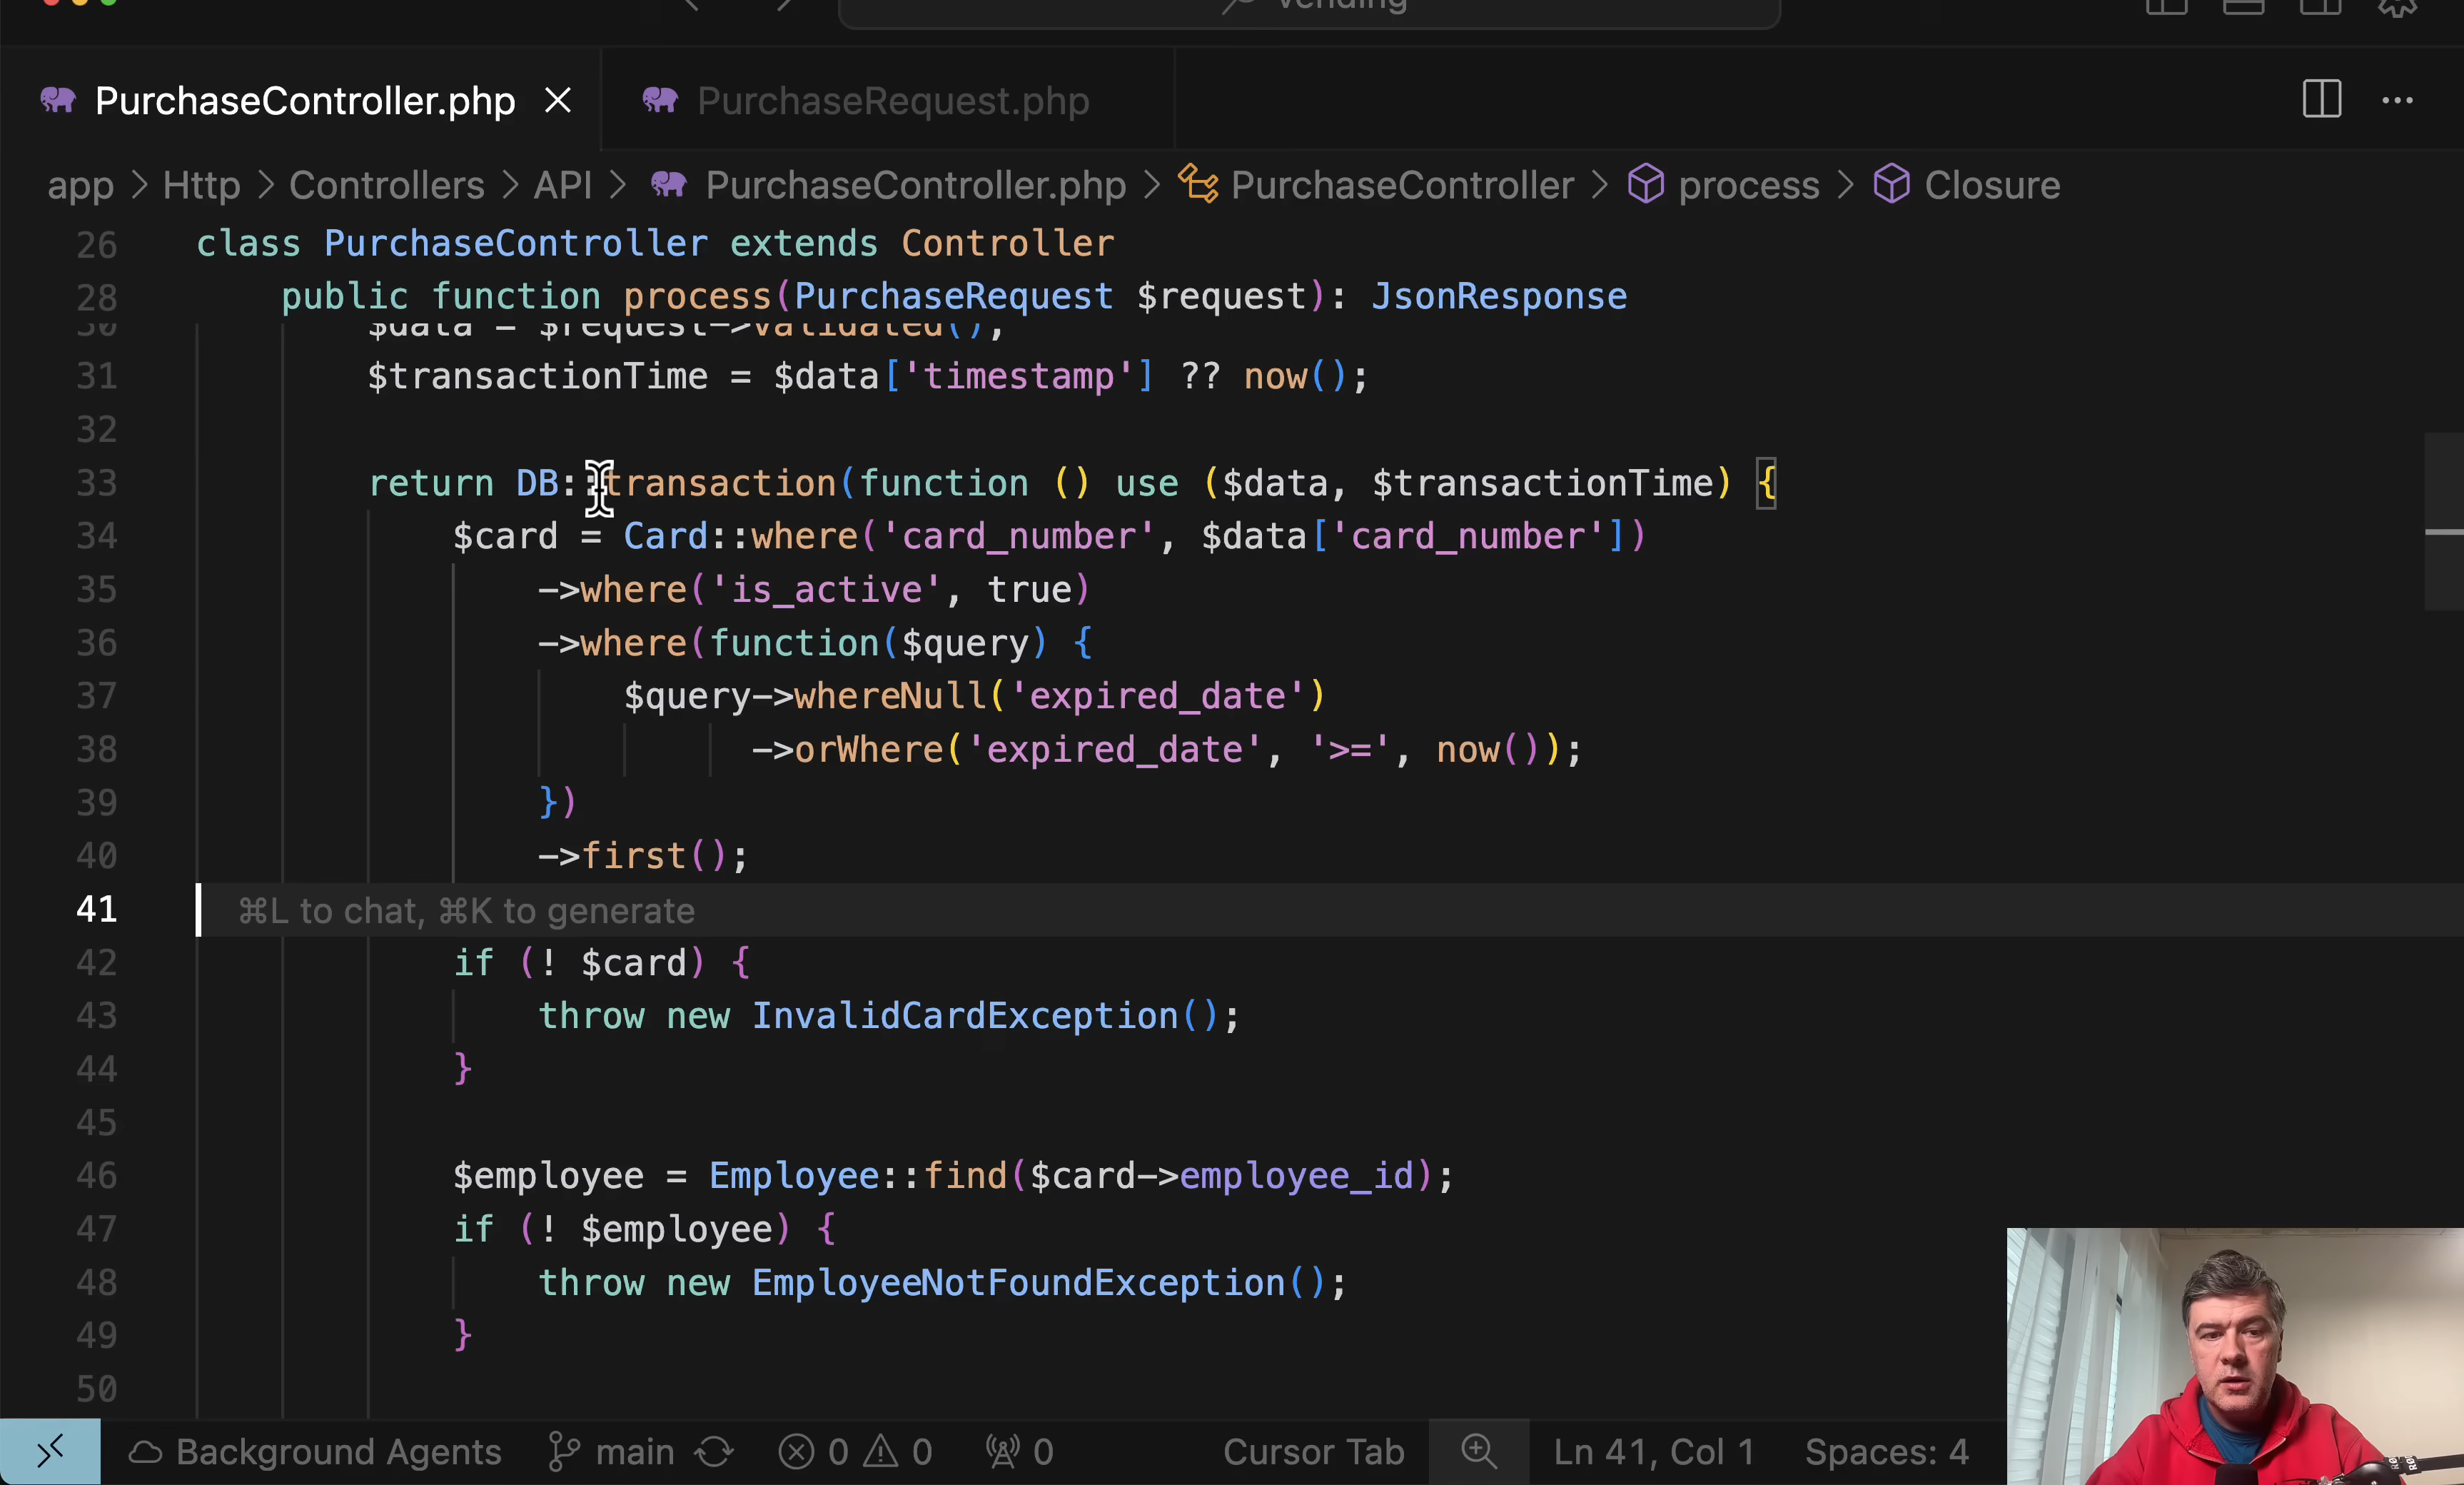 vending
PurchaseController.php
PurchaseRequest.php
app > Http > Controllers > API > PurchaseController.php > PurchaseController > process > Closure
26 class PurchaseController extends Controller
28 public function process(PurchaseRequest $request): JsonResponse
30 $data = $request->validated();
31 $transactionTime = $data['timestamp'] ?? now();
32
33 return DB::transaction(function () use ($data, $transactionTime) {
34 $card = Card::where('card_number', $data['card_number'])
35 ->where('is_active', true)
36 ->where(function($query) {
37 $query->whereNull('expired_date')
38 ->orWhere('expired_date', '>=', now());
39 })
40 ->first();
41 ⌘L to chat, ⌘K to generate
42 if (! $card) {
43 throw new InvalidCardException();
44 }
45
46 $employee = Employee::find($card->employee_id);
47 if (! $employee) {
48 throw new EmployeeNotFoundException();
49 }
50
Background Agents main 0 0 0 Cursor Tab Ln 41, Col 1 Spaces: 4